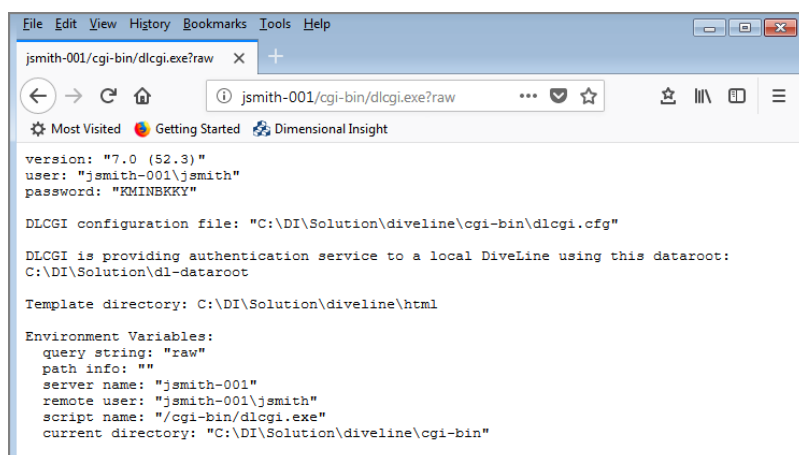 File Edit View History Bookmarks Tools Help
jsmith-001/cgi-bin/dlcgi.exe?raw
jsmith-001/cgi-bin/dlcgi.exe?raw
Most Visited Getting Started Dimensional Insight
version: "7.0 (52.3)"
user: "jsmith-001\jsmith"
password: "KMINBKKY"
DLCGI configuration file: "C:\DI\Solution\diveline\cgi-bin\dlcgi.cfg"
DLCGI is providing authentication service to a local DiveLine using this dataroot:
C:\DI\Solution\dl-dataroot
Template directory: C:\DI\Solution\diveline\html
Environment Variables:
query string: "raw"
path info: ""
server name: "jsmith-001"
remote user: "jsmith-001\jsmith"
script name: "/cgi-bin/dlcgi.exe"
current directory: "C:\DI\Solution\diveline\cgi-bin"